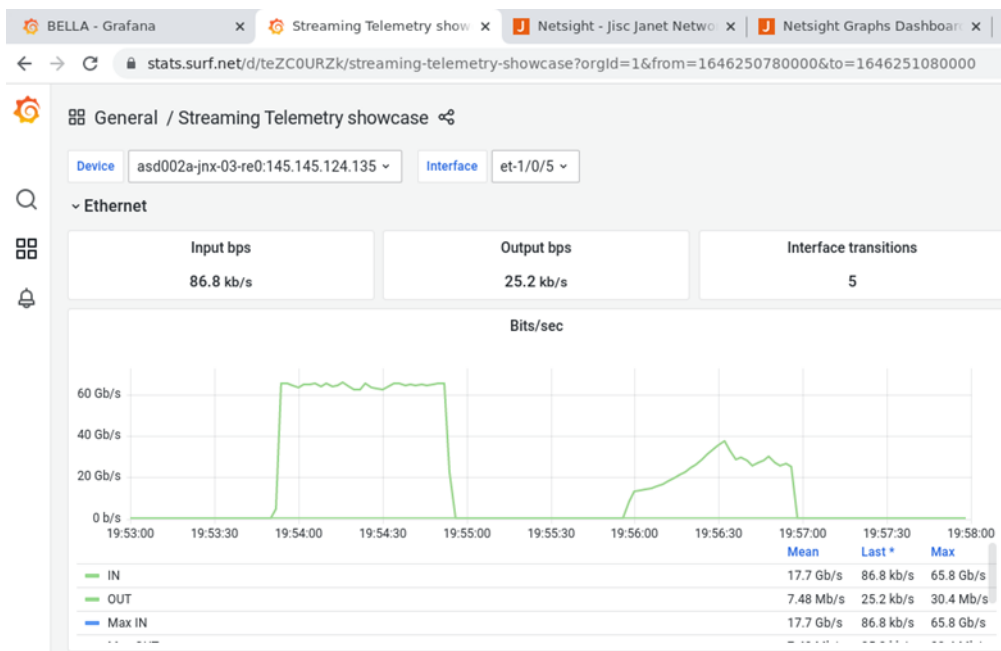 BELLA - Grafana × Streaming Telemetry show × J Netsight - Jisc Janet Netwo × J Netsight Graphs Dashboar ×
stats.surf.net/d/teZC0URZk/streaming-telemetry-showcase?orgId=1&from=1646250780000&to=1646251080000
General / Streaming Telemetry showcase
Device asd002a-jnx-03-re0:145.145.124.135 Interface et-1/0/5
Ethernet
Input bps Output bps Interface transitions
86.8 kb/s 25.2 kb/s 5
Bits/sec
60 Gb/s
40 Gb/s
20 Gb/s
0 b/s
19:53:00 19:53:30 19:54:00 19:54:30 19:55:00 19:55:30 19:56:00 19:56:30 19:57:00 19:57:30 19:58:00
Mean Last * Max
IN 17.7 Gb/s 86.8 kb/s 65.8 Gb/s
OUT 7.48 Mb/s 25.2 kb/s 30.4 Mb/s
Max IN 17.7 Gb/s 86.8 kb/s 65.8 Gb/s